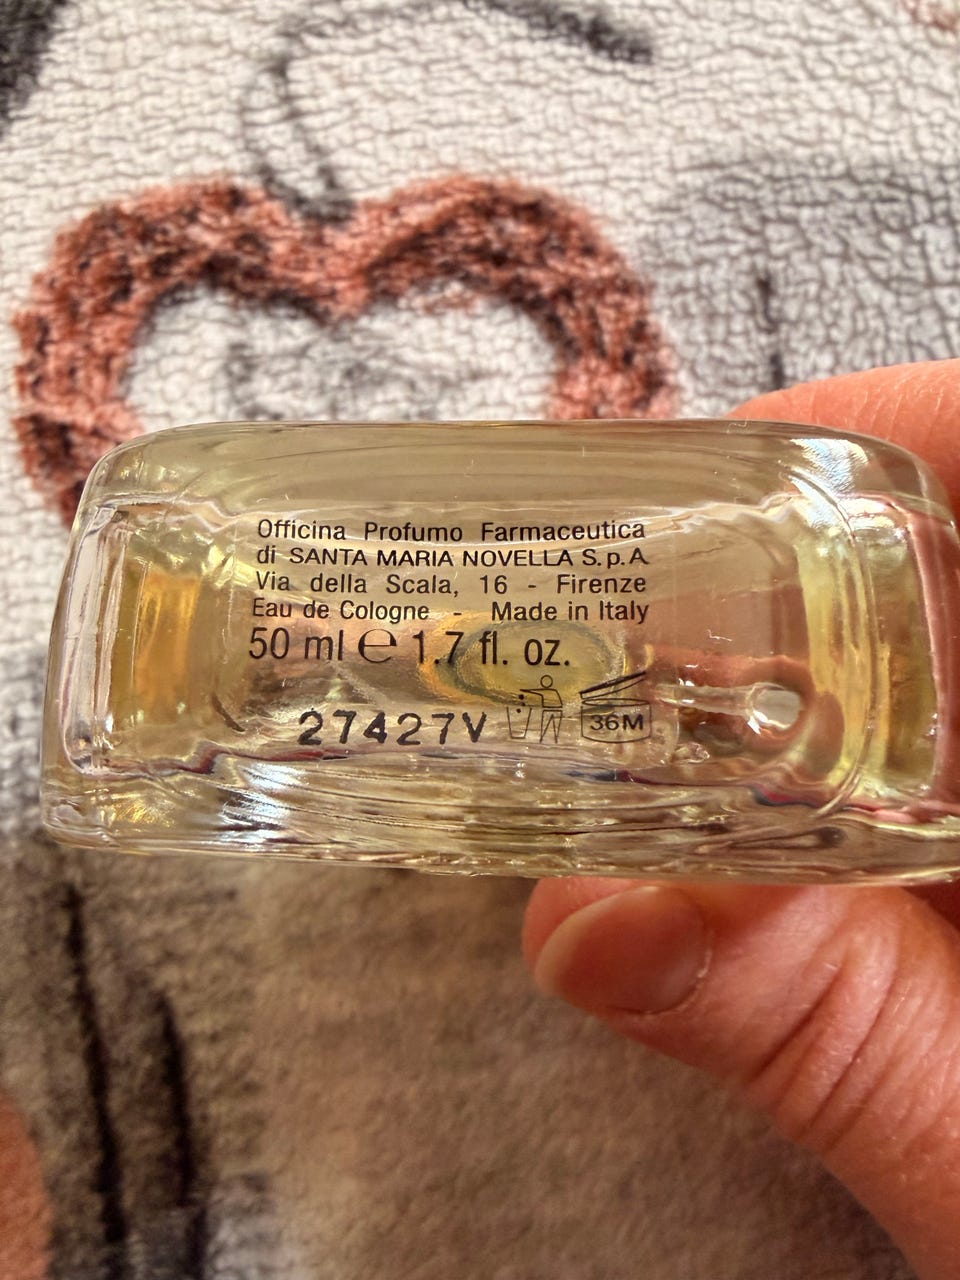 Officina Profumo Farmaceutica
di SANTA MARIA NOVELLA S.p.A.
Via della Scala, 16 - Firenze
Eau de Cologne - Made in Italy
50 ml ℮ 1.7 fl. oz.
27427V 36M